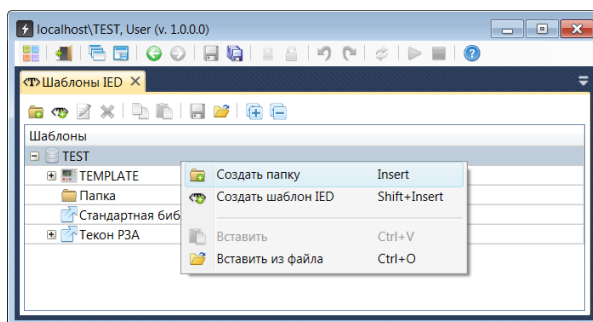 localhost\TEST, User (v. 1.0.0.0)
Шаблоны IED
Шаблоны
TEST
TEMPLATE
Создать папку Insert
Папка
Создать шаблон IED Shift+Insert
Стандартная биб
Текон РЗА
Вставить Ctrl+V
Вставить из файла Ctrl+O